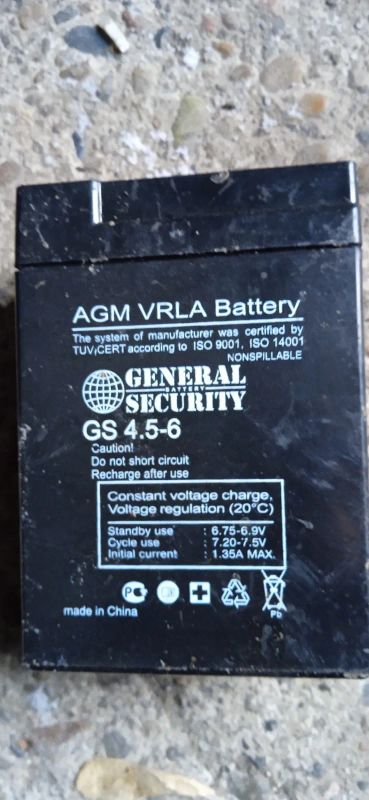 AGM VRLA Battery
The system of manufacturer was certified by
TUV/CERT according to ISO 9001, ISO 14001
NONSPILLABLE
GENERAL
BATTERY
SECURITY
GS 4.5-6
Caution!
Do not short circuit
Recharge after use
Constant voltage charge,
Voltage regulation (20°C)
Standby use : 6.75-6.9V
Cycle use : 7.20-7.5V
Initial current : 1.35A MAX.
Pb
made in China